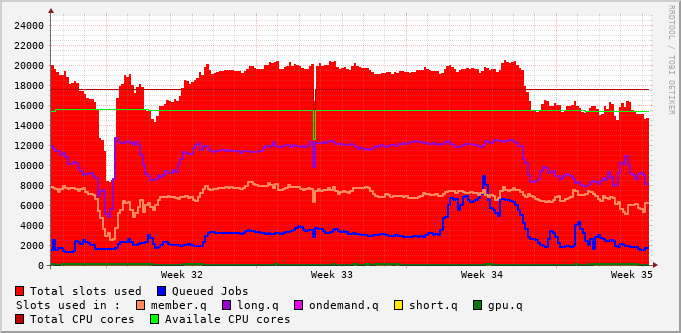 RRDTOOL / TOBI OETIKER
24000
22000
20000
18000
16000
14000
12000
10000
8000
6000
4000
2000
0
Week 32 Week 33 Week 34 Week 35
Total slots used Queued Jobs
Slots used in : member.q long.q ondemand.q short.q gpu.q
Total CPU cores Availale CPU cores